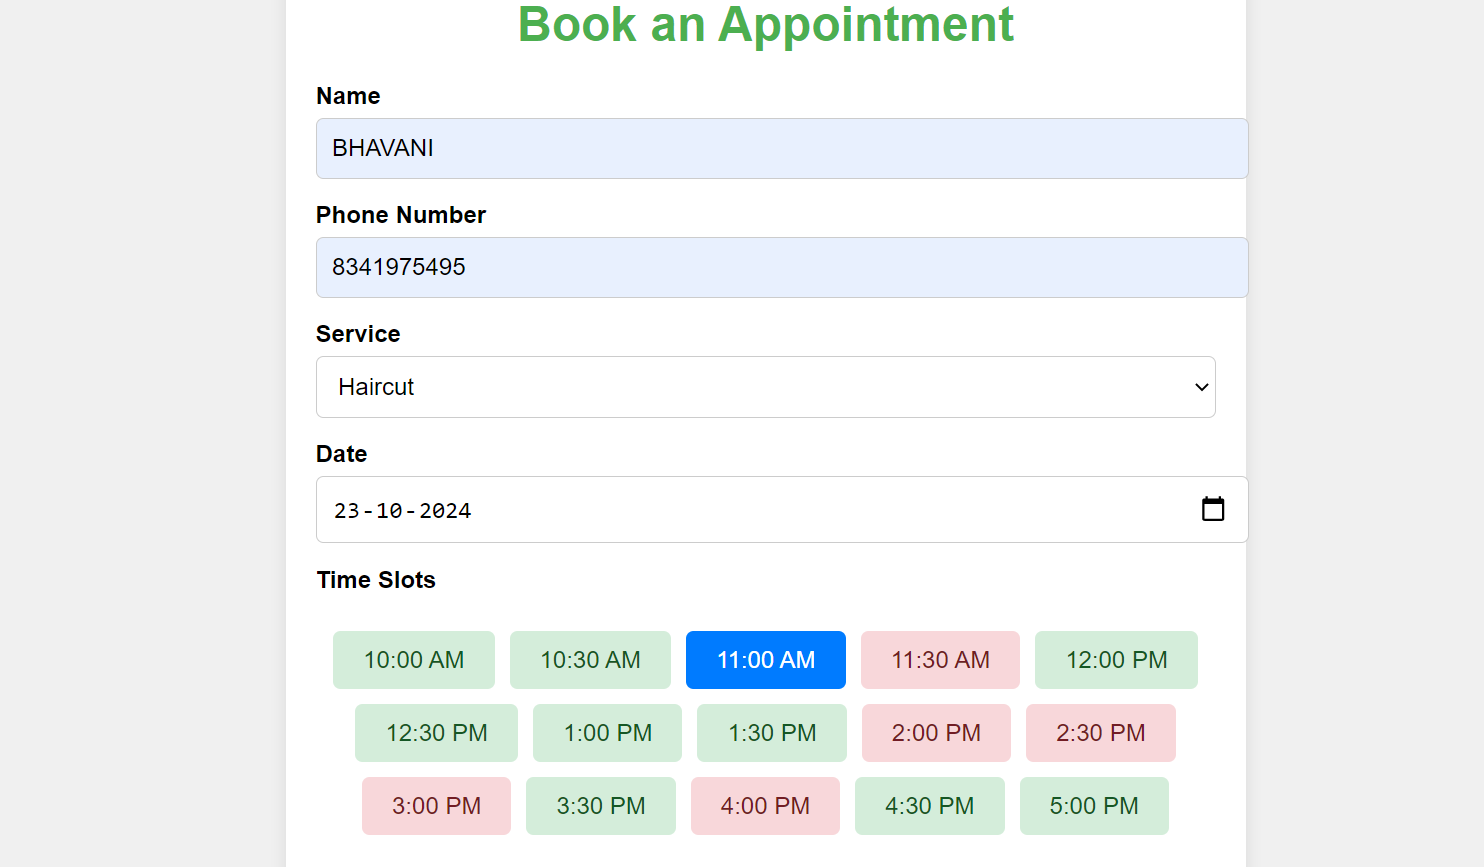 Book an Appointment
Name
BHAVANI
Phone Number
8341975495
Service
Haircut
Date
23-10-2024
Time Slots
10:00 AM 10:30 AM 11:00 AM 11:30 AM 12:00 PM
12:30 PM 1:00 PM 1:30 PM 2:00 PM 2:30 PM
3:00 PM 3:30 PM 4:00 PM 4:30 PM 5:00 PM